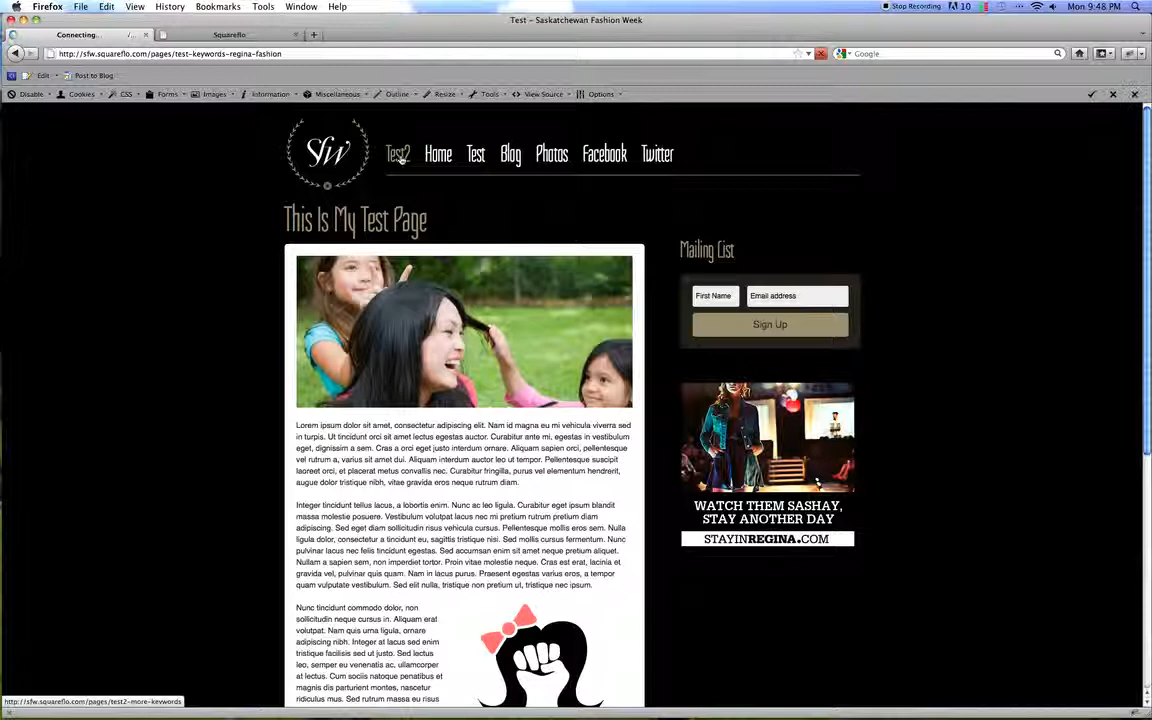 Firefox File Edit View History Bookmarks Tools Window Help
Stop Recording 10 Mon 9:48 PM
Test – Saskatchewan Fashion Week
Connecting... Squareflo.
http://sfw.squareflo.com/pages/test-keywords-regina-fashion
Google
Edit Post to Blog
Disable Cookies CSS Forms Images Information Miscellaneous Outline Resize Tools View Source Options
Sfw
Test2 Home Test Blog Photos Facebook Twitter
This Is My Test Page
Mailing List
First Name Email address
Sign Up
Lorem ipsum dolor sit amet, consectetur adipiscing elit. Nam id magna eu mi vehicula viverra sed
in turpis. Ut tincidunt orci sit amet lectus egestas auctor. Curabitur ante mi, egestas in vestibulum
eget, dignissim a sem. Cras a orci eget justo interdum ornare. Aliquam sapien orci, pellentesque
vel rutrum a, varius sit amet dui. Aliquam interdum auctor leo ut tempor. Pellentesque suscipit
laoreet orci, et placerat metus convallis nec. Curabitur fringilla, purus vel elementum hendrerit,
augue dolor tristique nibh, vitae gravida eros neque rutrum diam.
Integer tincidunt tellus lacus, a lobortis enim. Nunc ac leo ligula. Curabitur eget ipsum blandit
massa molestie posuere. Vestibulum volutpat lacus nec mi pretium rutrum pretium diam
adipiscing. Sed eget diam sollicitudin risus vehicula cursus. Pellentesque mollis eros sem. Nulla
ligula dolor, consectetur a tincidunt eu, sagittis tristique nisi. Sed mollis cursus fermentum. Nunc
pulvinar lacus nec felis tincidunt egestas. Sed accumsan enim sit amet neque pretium aliquet.
Nullam a sapien non, imperdiet tortor. Proin vitae molestie neque. Cras est erat, lacinia et
gravida vel, pulvinar quis quam. Nam in lacus purus. Praesent egestas varius eros, a tempor
quam vulputate vestibulum. Sed elit nulla, tristique non pretium ut, tristique nec ipsum.
WATCH THEM SASHAY,
STAY ANOTHER DAY
STAYINREGINA.COM
Nunc tincidunt commodo dolor, non
sollicitudin neque cursus in. Aliquam erat
volutpat. Nam quis urna ligula, ornare
adipiscing nibh. Integer at lacus sed enim
tristique facilisis sed ut justo. Sed lectus
leo, semper eu venenatis ac, ullamcorper
at diam. Cum sociis natoque penatibus et
magnis dis parturient montes, nascetur
ridiculus mus. Sed rutrum massa eu risus
http://sfw.squareflo.com/pages/test2-more-keywords